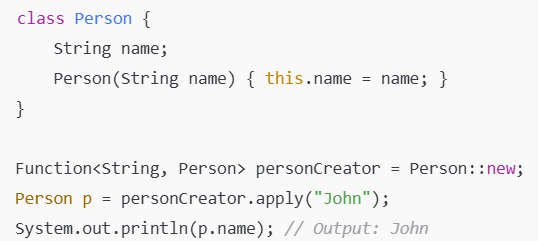 class Person {
    String name;
    Person(String name) { this.name = name; }
}

Function<String, Person> personCreator = Person::new;
Person p = personCreator.apply("John");
System.out.println(p.name); // Output: John